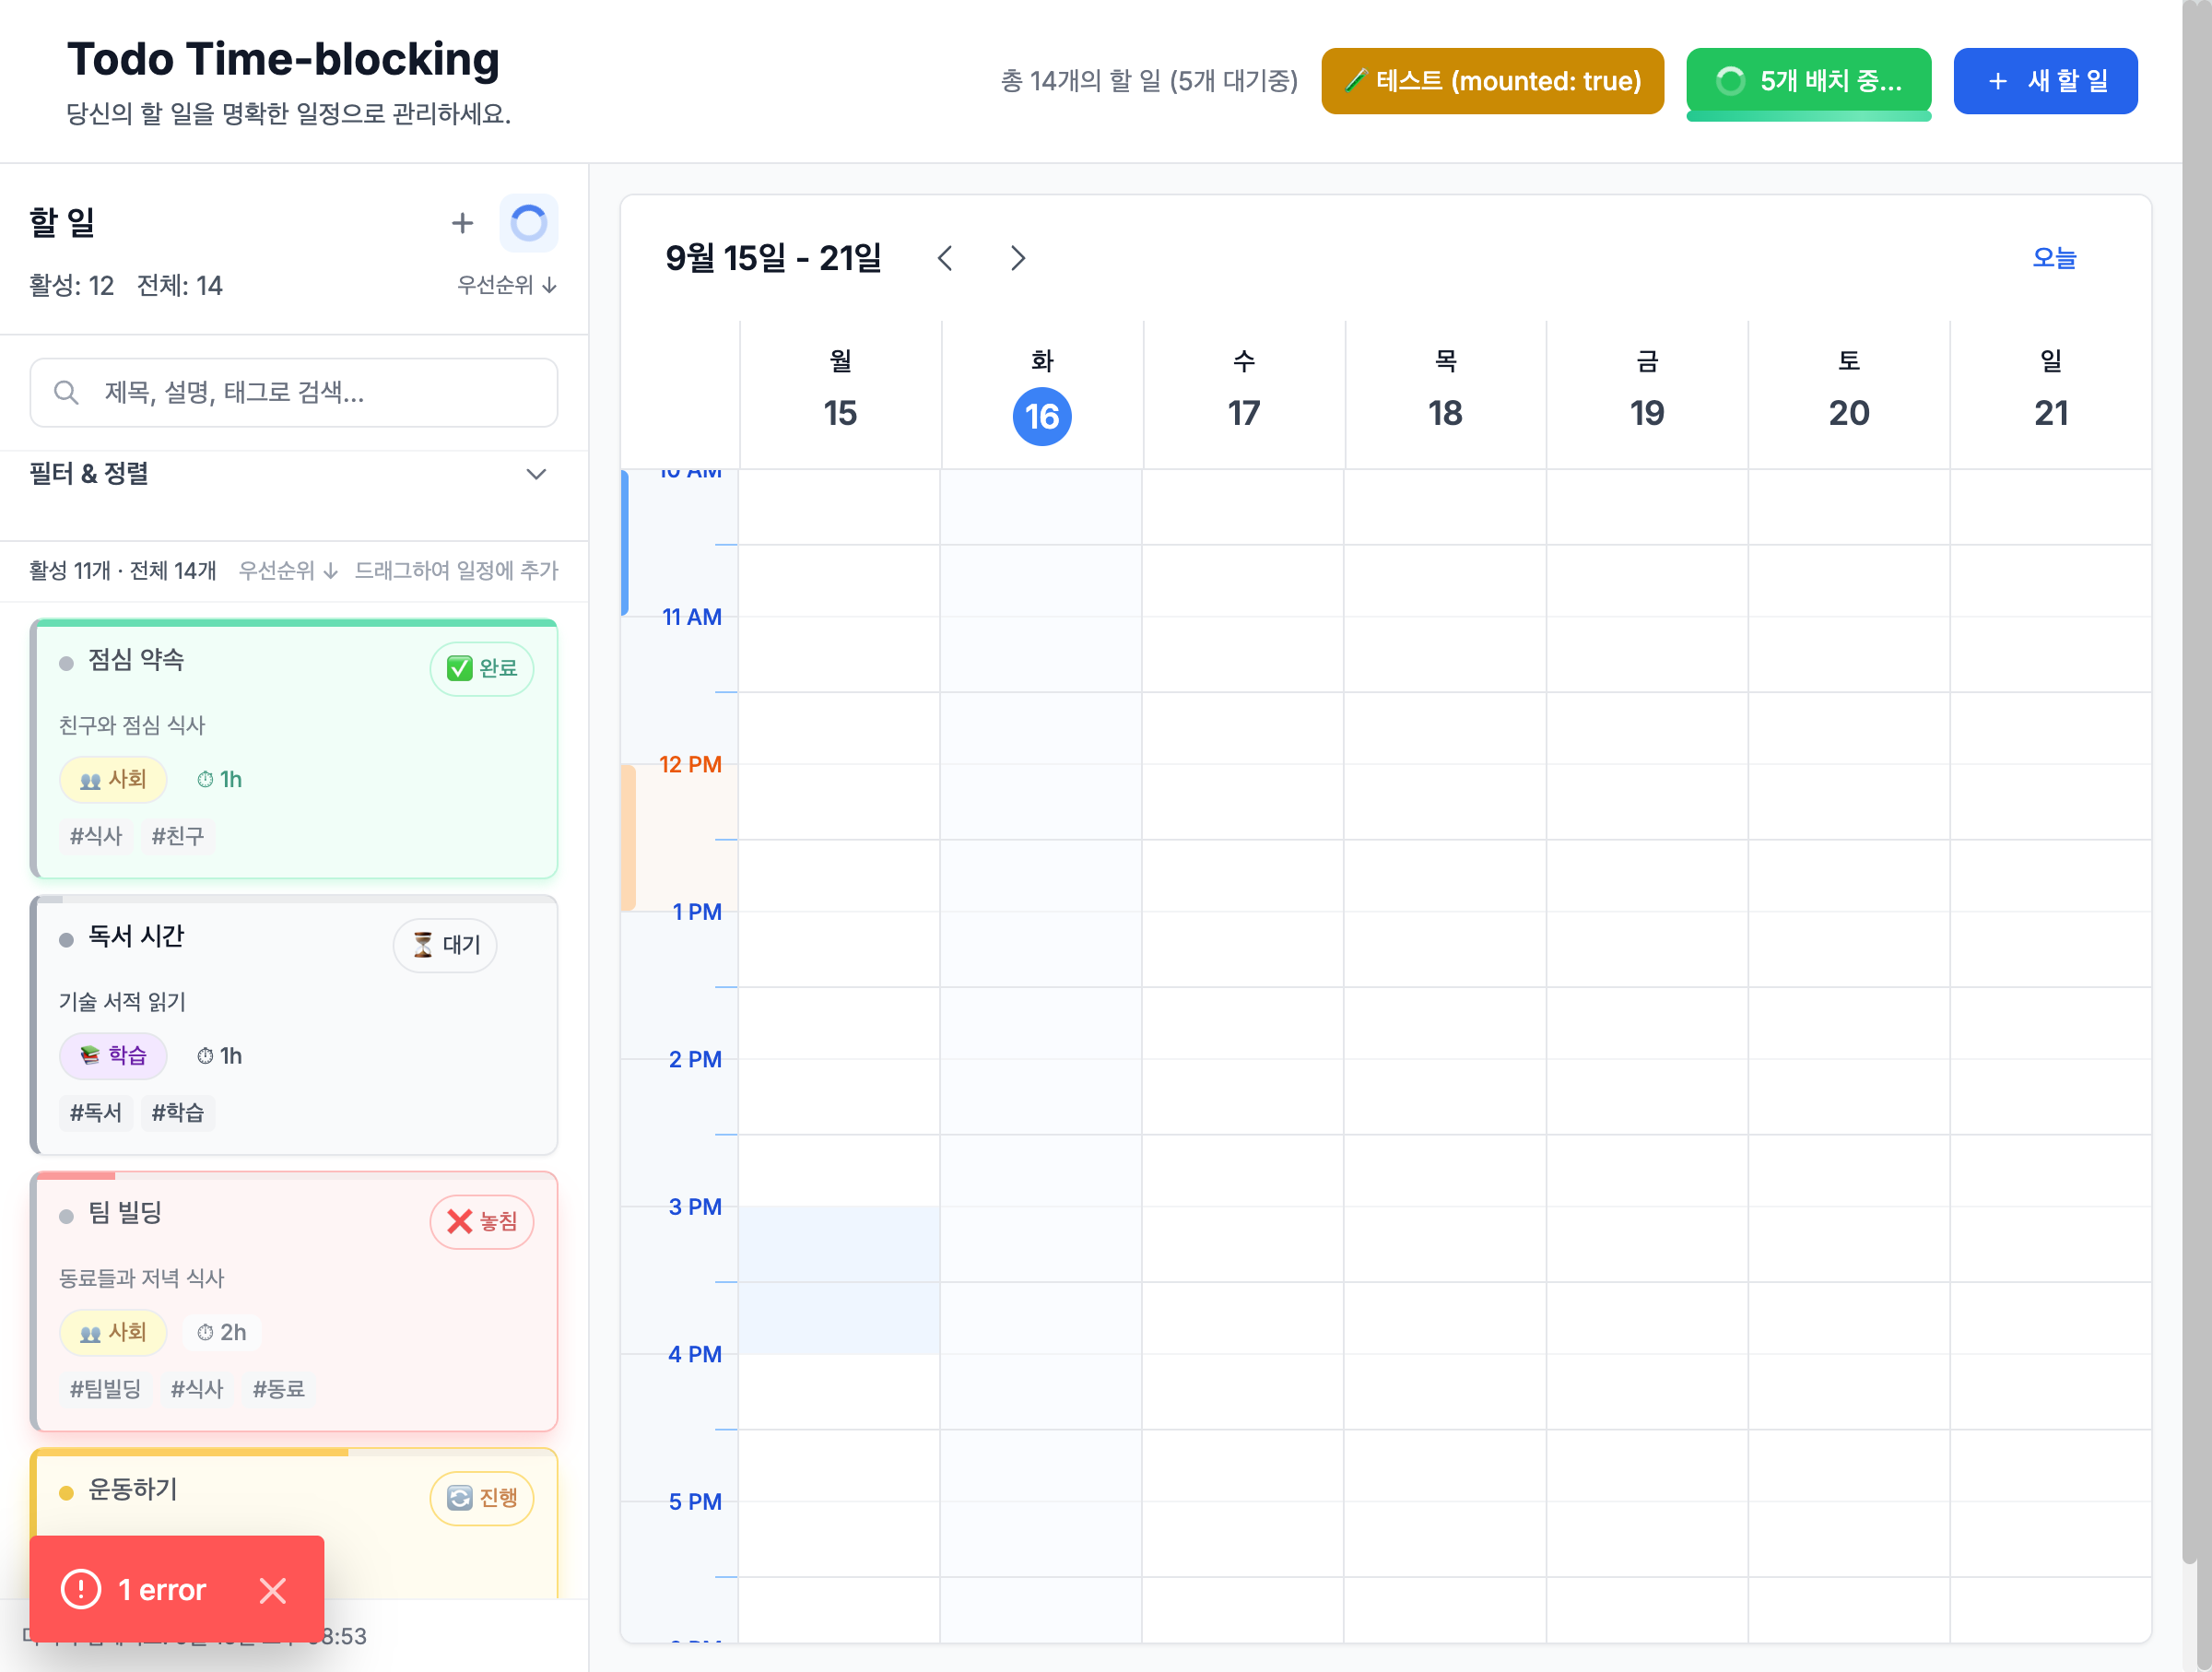 Todo Time-blocking
당신의 할 일을 명확한 일정으로 관리하세요.
총 14개의 할 일 (5개 대기중)
테스트 (mounted: true)
5개 배치 중...
+ 새 할 일
할 일
활성: 12 전체: 14
우선순위 ↓
제목, 설명, 태그로 검색...
필터 & 정렬
활성 11개 · 전체 14개 우선순위 ↓ 드래그하여 일정에 추가
점심 약속
✅ 완료
친구와 점심 식사
👥 사회 ⏱ 1h
#식사 #친구
독서 시간
⏳ 대기
기술 서적 읽기
📚 학습 ⏱ 1h
#독서 #학습
팀 빌딩
❌ 놓침
동료들과 저녁 식사
👥 사회 ⏱ 2h
#팀빌딩 #식사 #동료
운동하기
🔄 진행
1 error
8:53
9월 15일 - 21일
오늘
월 화 수 목 금 토 일
15 16 17 18 19 20 21
10 AM
11 AM
12 PM
1 PM
2 PM
3 PM
4 PM
5 PM